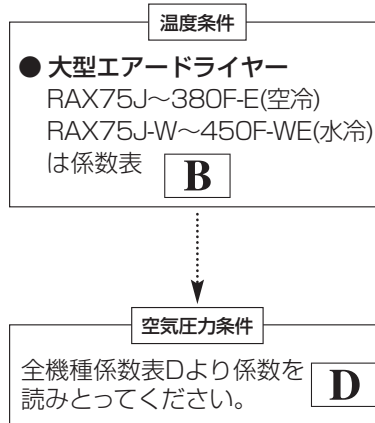 温度条件
● 大型エアードライヤー
RAX75J～380F-E(空冷)
RAX75J-W～450F-WE(水冷)
は係数表 B
空気圧力条件
全機種係数表Dより係数を
読みとってください。 D